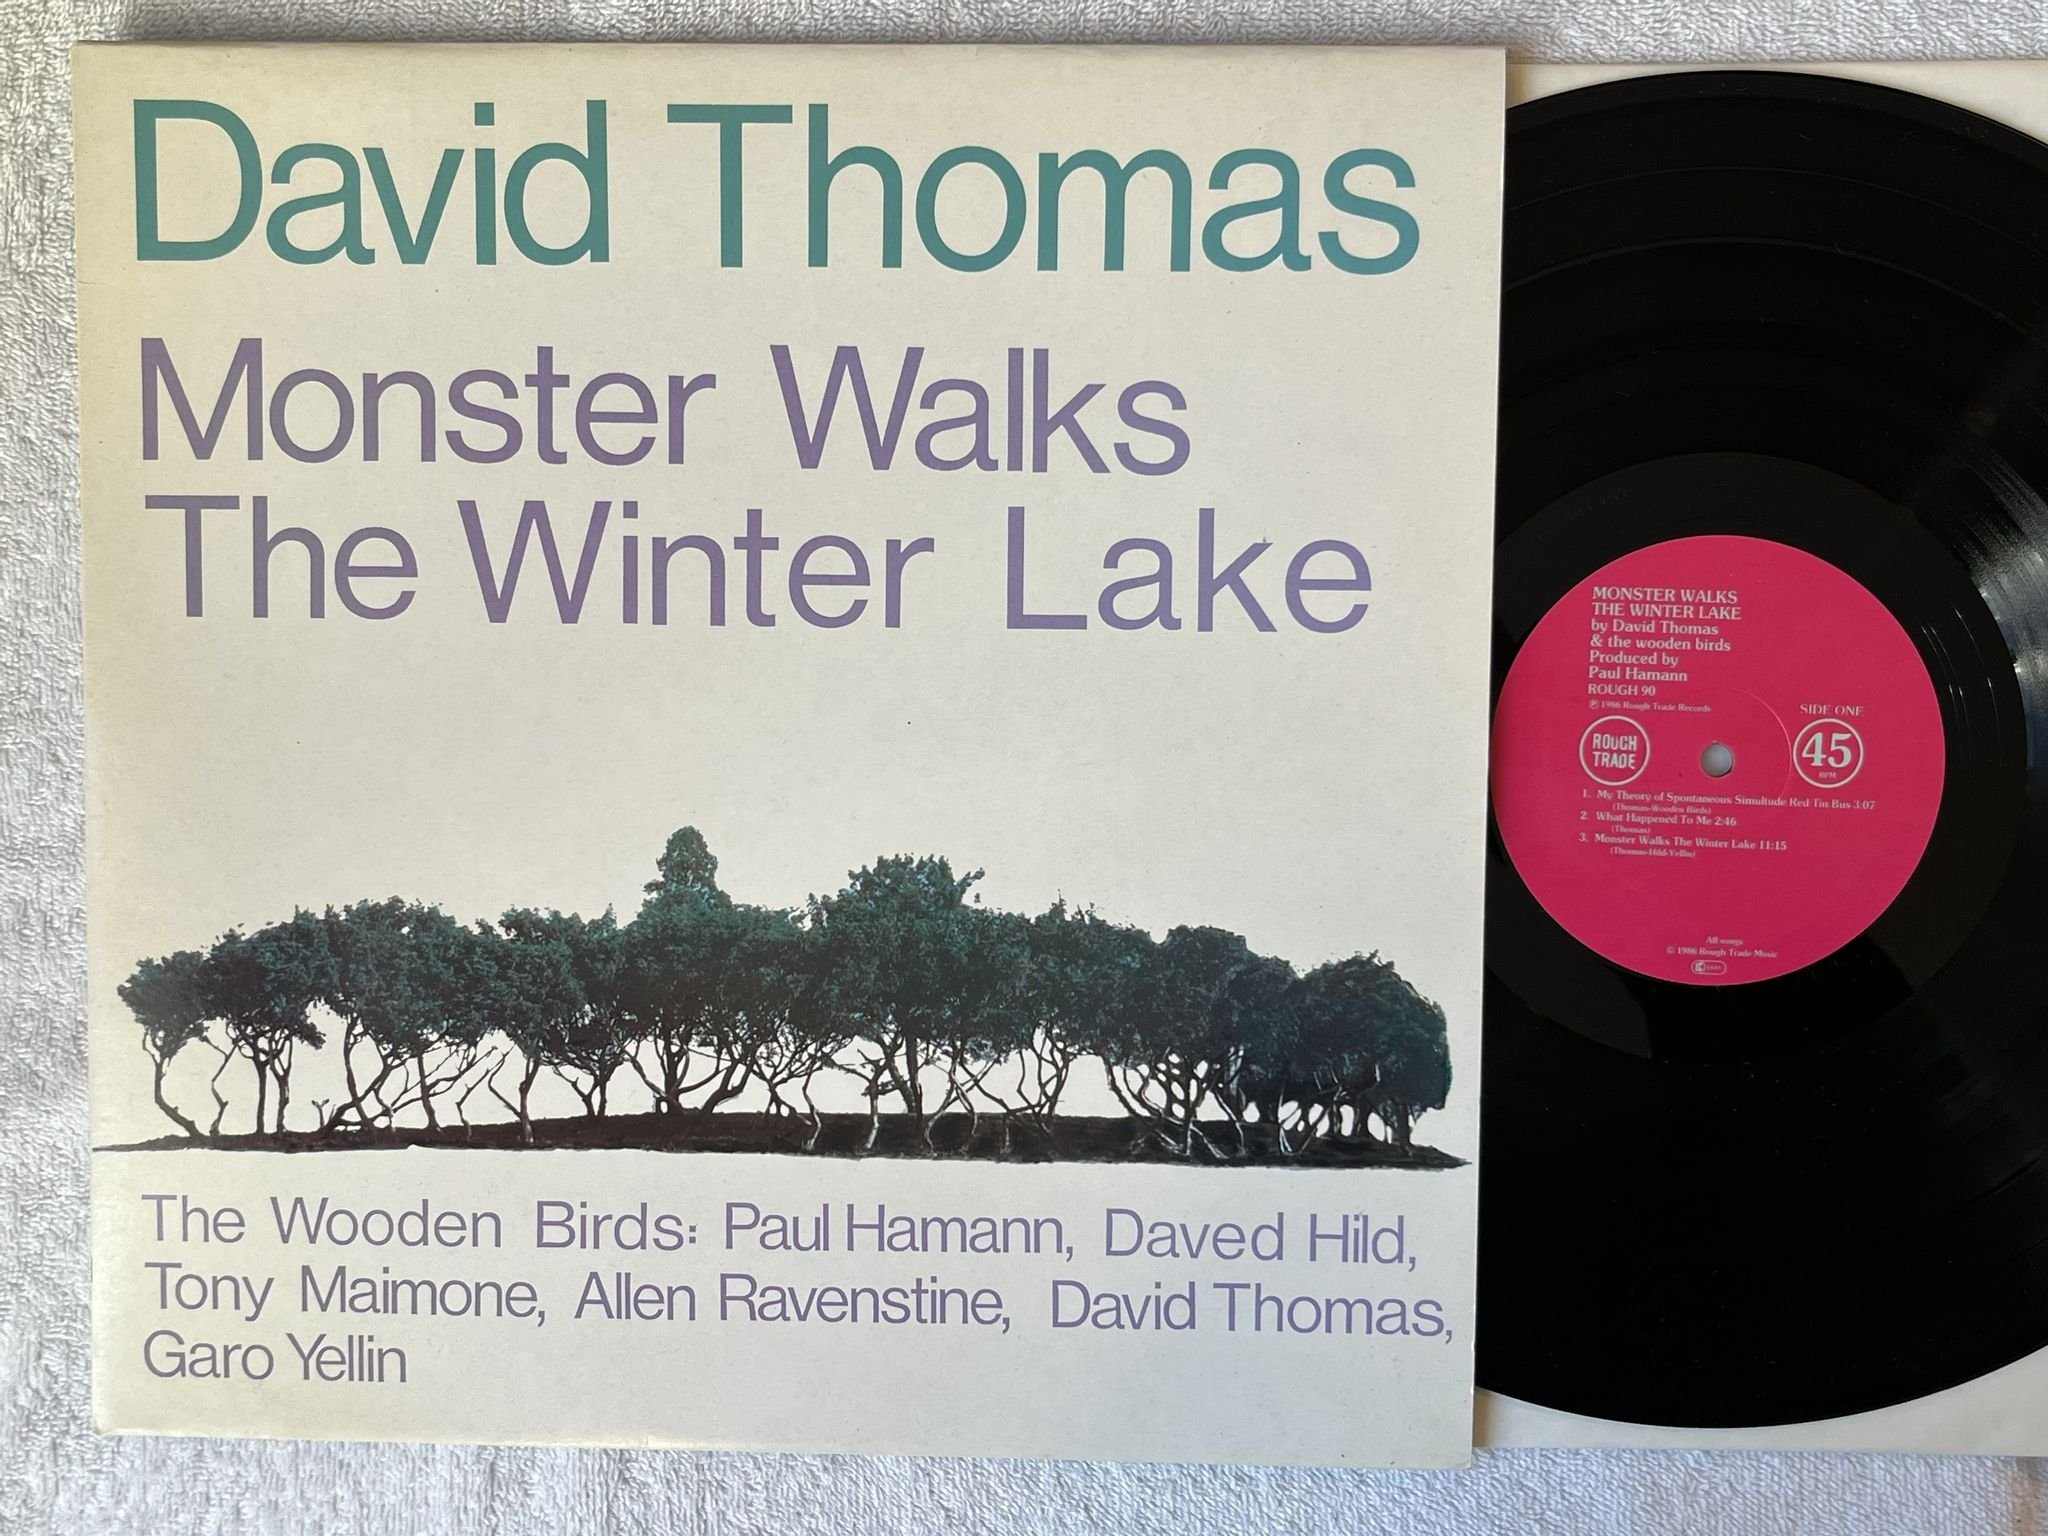 David Thomas
Monster Walks
The Winter Lake
The Wooden Birds: Paul Hamann, Daved Hild,
Tony Maimone, Allen Ravenstine, David Thomas,
Garo Yellin
MONSTER WALKS
THE WINTER LAKE
by David Thomas
& the wooden birds
Produced by
Paul Hamann
ROUGH 90
℗ 1986 Rough Trade Records
SIDE ONE
ROUGH
TRADE
45
RPM
1. My Theory of Spontaneous Simultude Red Tin Bus 3:07
(Thomas-Wooden Birds)
2. What Happened To Me 2:46
(Thomas)
3. Monster Walks The Winter Lake 11:15
(Thomas-Hild-Yellin)
All songs
© 1986 Rough Trade Music